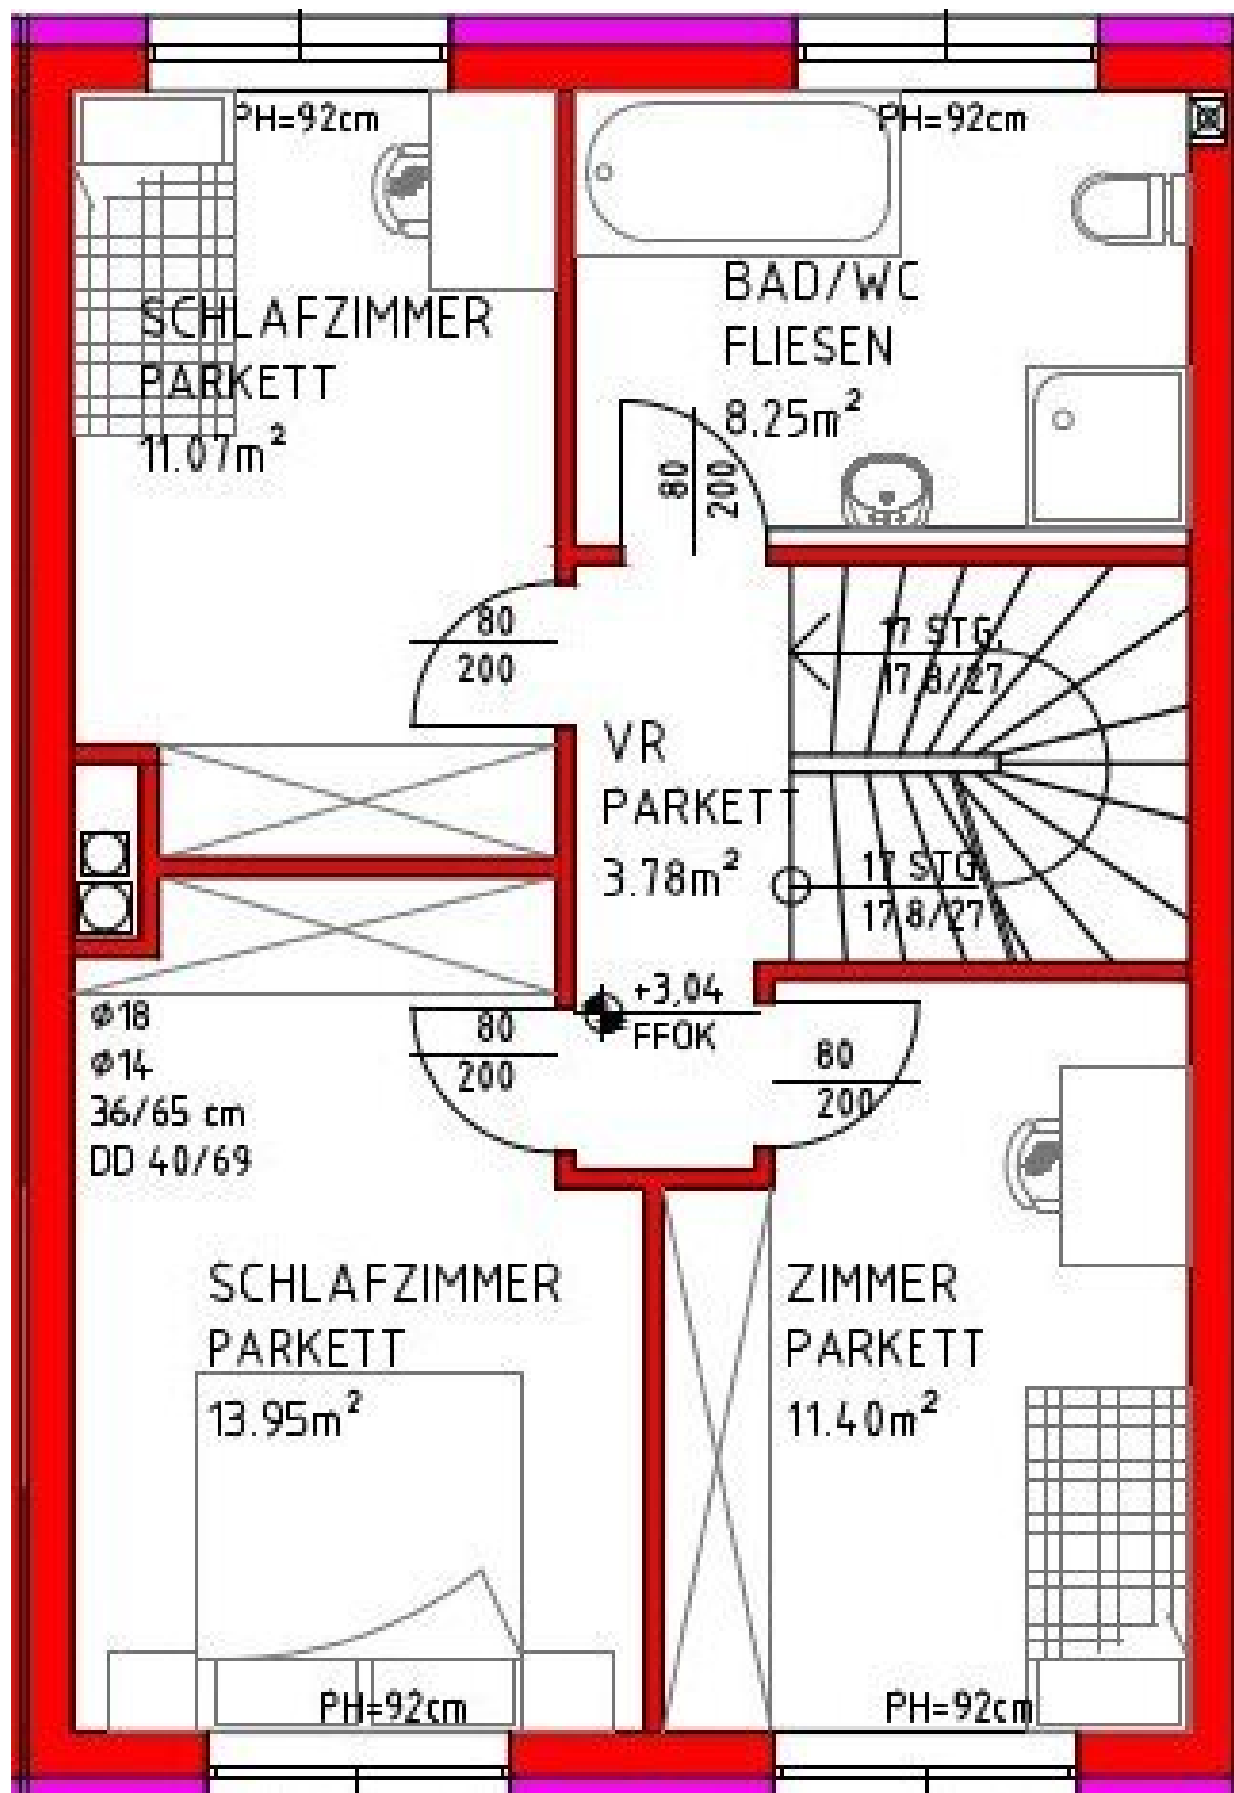 PH=92cm
PH=92cm
SCHLAFZIMMER
PARKETT
11.07m²
BAD/WC
FLIESEN
8.25m²
80
200
80
200
17 STG.
17.8/27
VR
PARKETT
3.78m²
17 STG.
17.8/27
+3,04
FFOK
Ø18
Ø14
36/65 cm
DD 40/69
80
200
80
200
SCHLAFZIMMER
PARKETT
13.95m²
ZIMMER
PARKETT
11.40m²
PH=92cm
PH=92cm